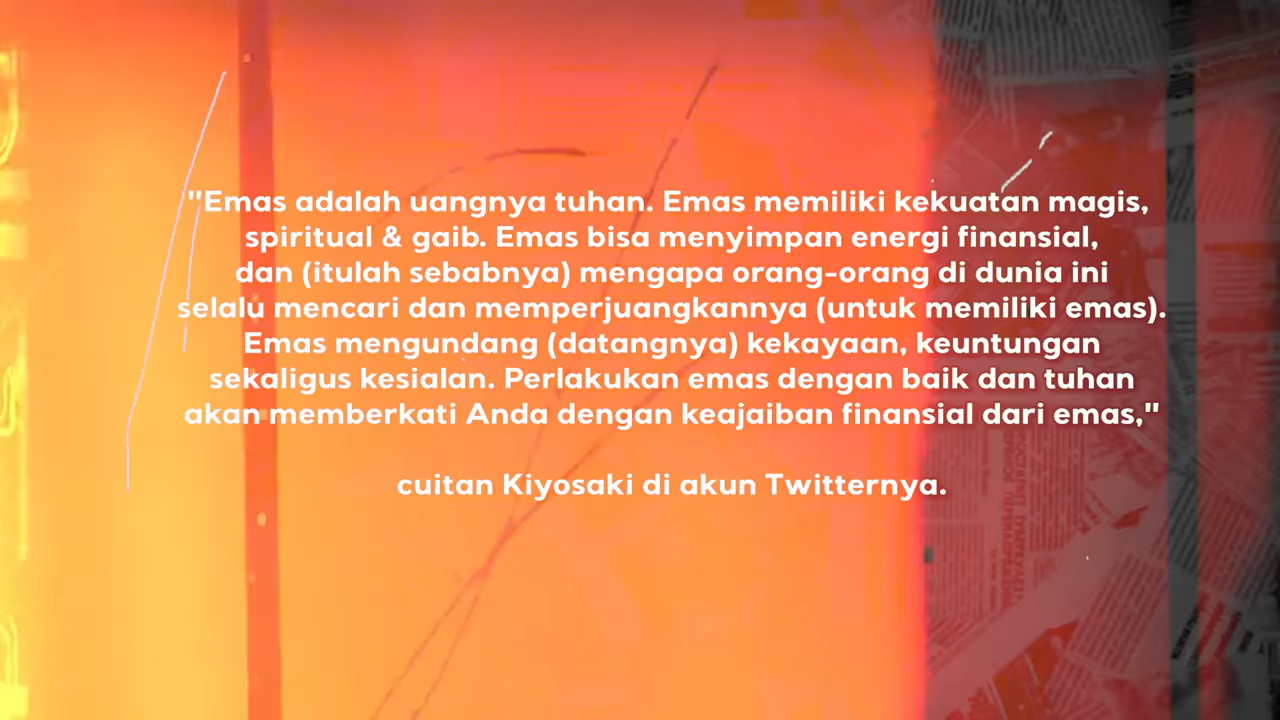 "Emas adalah uangnya tuhan. Emas memiliki kekuatan magis,
spiritual & gaib. Emas bisa menyimpan energi finansial,
dan (itulah sebabnya) mengapa orang-orang di dunia ini
selalu mencari dan memperjuangkannya (untuk memiliki emas).
Emas mengundang (datangnya) kekayaan, keuntungan
sekaligus kesialan. Perlakukan emas dengan baik dan tuhan
akan memberkati Anda dengan keajaiban finansial dari emas,"
cuitan Kiyosaki di akun Twitternya.